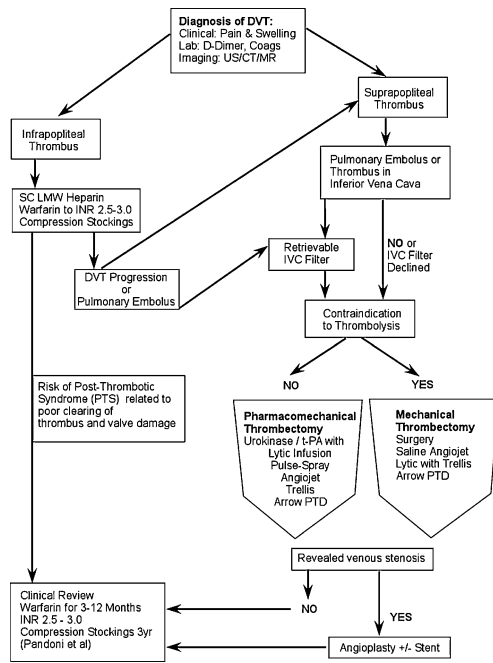 Diagnosis of DVT:
Clinical: Pain & Swelling
Lab: D-Dimer, Coags
Imaging: US/CT/MR
Suprapopliteal
Thrombus
Infrapopliteal
Thrombus
Pulmonary Embolus or
Thrombus in
Inferior Vena Cava
SC LMW Heparin
Warfarin to INR 2.5-3.0
Compression Stockings
Retrievable
IVC Filter
NO or
IVC Filter
Declined
DVT Progression
or
Pulmonary Embolus
Contraindication
to Thrombolysis
Risk of Post-Thrombotic
Syndrome (PTS) related to
poor clearing of
thrombus and valve damage
NO
YES
Pharmacomechanical
Thrombectomy
Urokinase / t-PA with
Lytic Infusion
Pulse-Spray
Angiojet
Trellis
Arrow PTD
Mechanical
Thrombectomy
Surgery
Saline Angiojet
Lytic with Trellis
Arrow PTD
Revealed venous stenosis
Clinical Review
Warfarin for 3-12 Months
INR 2.5 - 3.0
Compression Stockings 3yr
(Pandoni et al)
NO
YES
Angioplasty +/- Stent